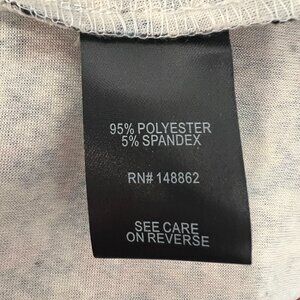 95% POLYESTER
5% SPANDEX
RN# 148862
SEE CARE
ON REVERSE